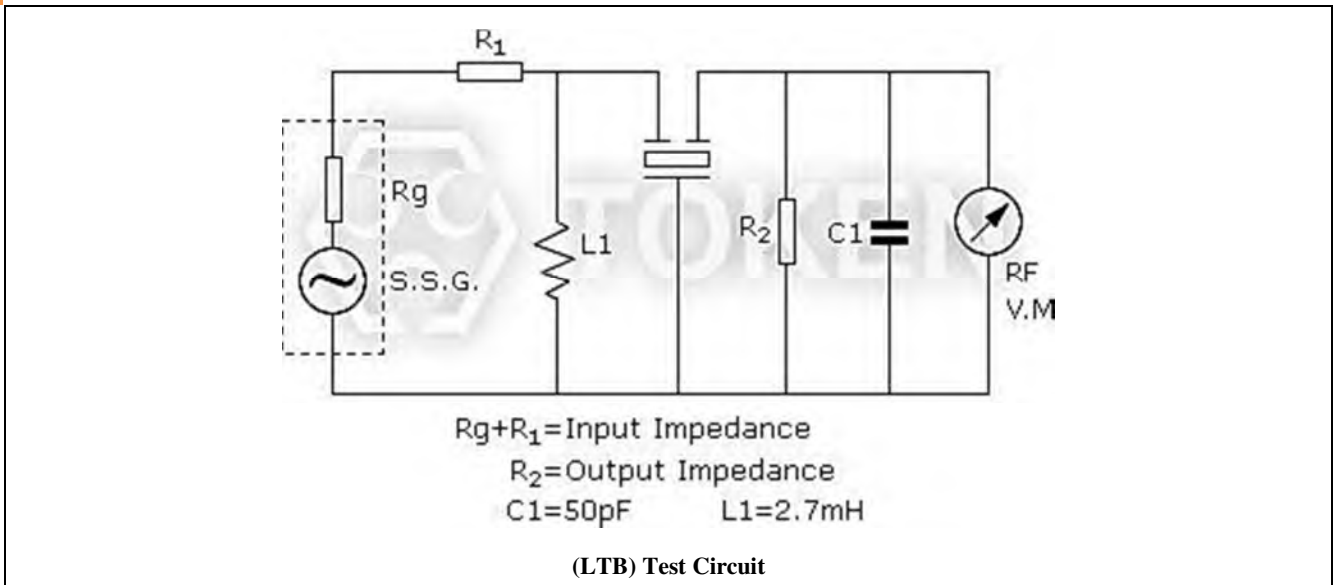 R1
Rg
S.S.G.
L1
TOKEN
R2
C1
RF
V.M
Rg+R1=Input Impedance
R2=Output Impedance
C1=50pF L1=2.7mH
(LTB) Test Circuit